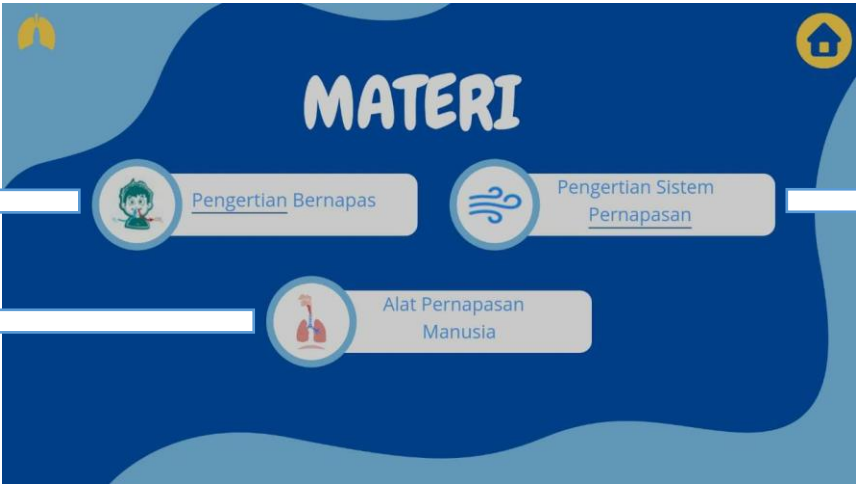 MATERI
Pengertian Bernapas
Pengertian Sistem
Pernapasan
Alat Pernapasan
Manusia